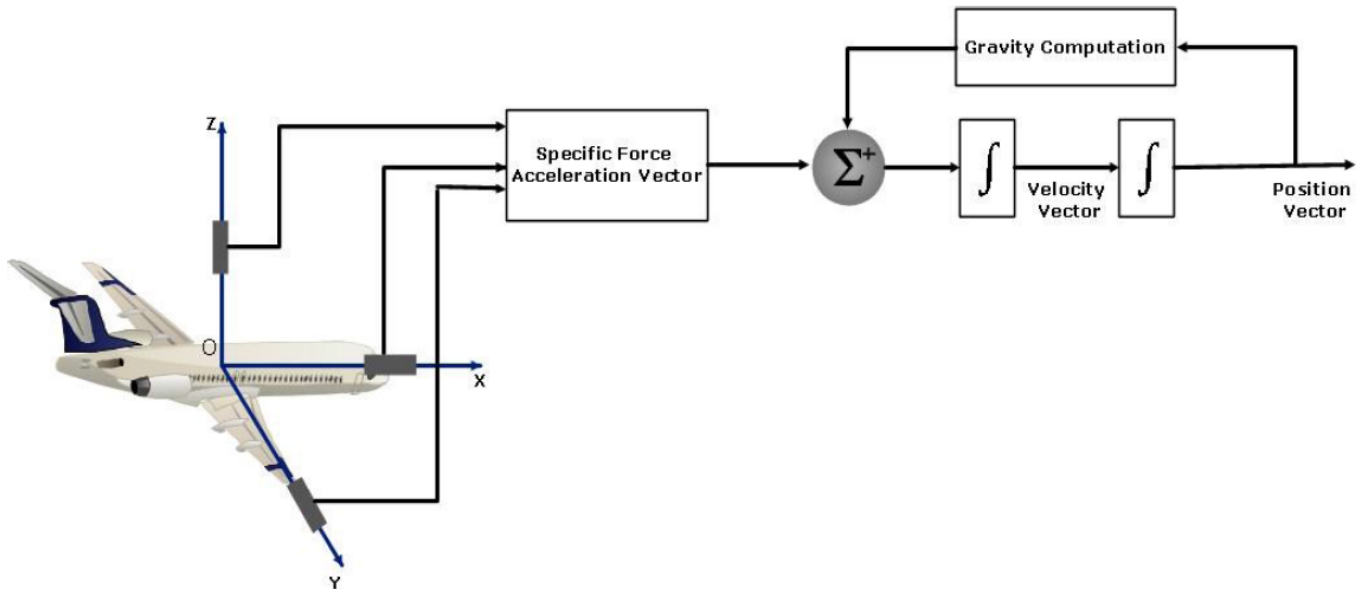 Gravity Computation
Z
Specific Force
Acceleration Vector
Σ+
∫
∫
Velocity
Vector
Position
Vector
O
X
Y